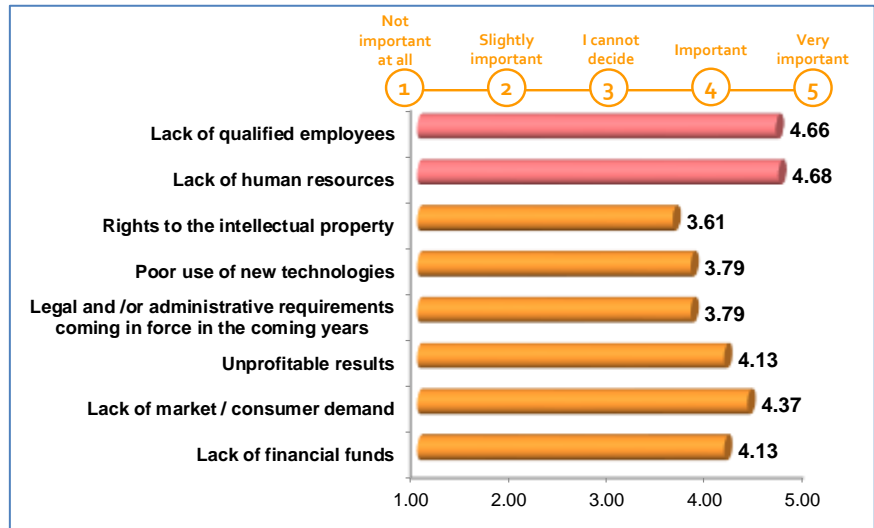 Not important at all
Slightly important
I cannot decide
Important
Very important
1 2 3 4 5
Lack of qualified employees 4.66
Lack of human resources 4.68
Rights to the intellectual property 3.61
Poor use of new technologies 3.79
Legal and /or administrative requirements
coming in force in the coming years 3.79
Unprofitable results 4.13
Lack of market / consumer demand 4.37
Lack of financial funds 4.13
1.00 2.00 3.00 4.00 5.00